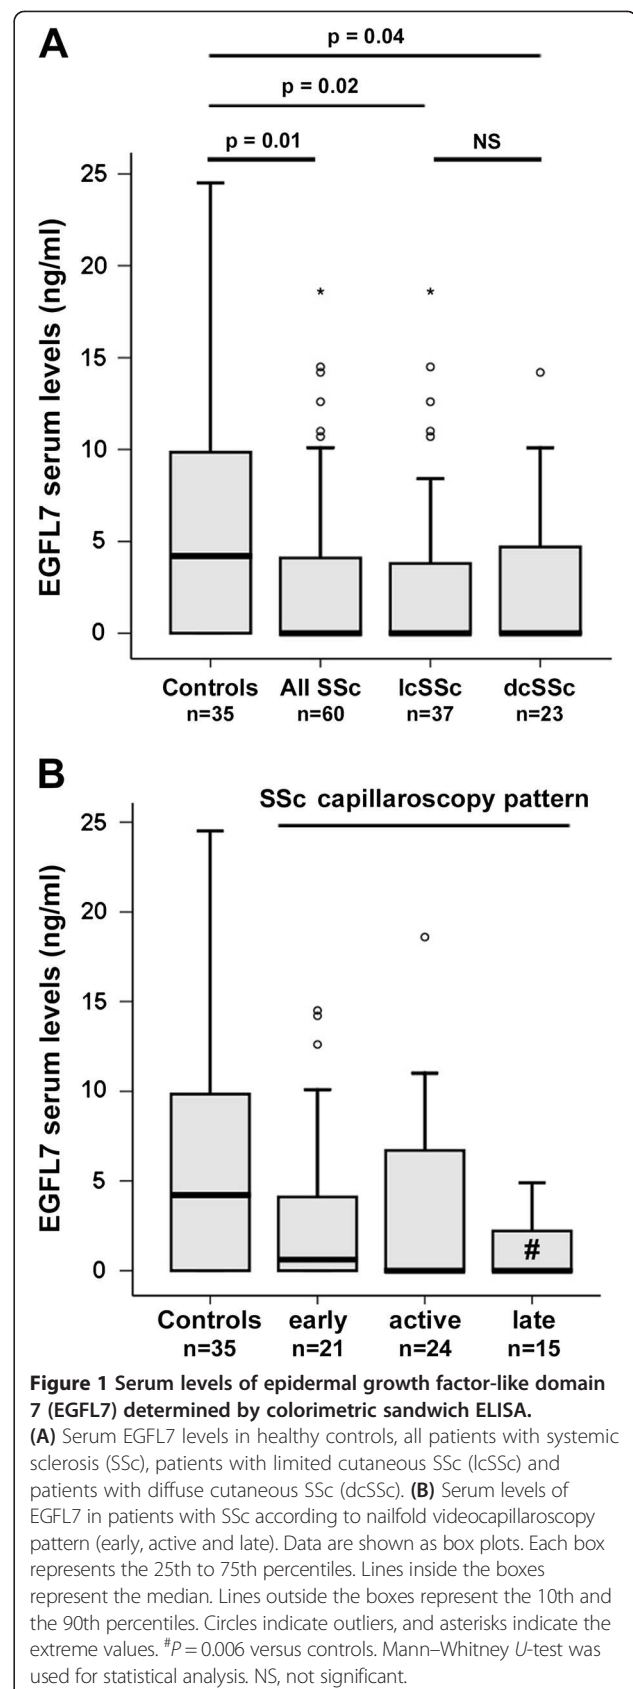 A
p = 0.04
p = 0.02
p = 0.01
NS
EGFL7 serum levels (ng/ml)
25
20
15
10
5
0
*
*
Controls All SSc lcSSc dcSSc
n=35 n=60 n=37 n=23
B
SSc capillaroscopy pattern
EGFL7 serum levels (ng/ml)
25
20
15
10
5
0
#
Controls early active late
n=35 n=21 n=24 n=15
Figure 1 Serum levels of epidermal growth factor-like domain
7 (EGFL7) determined by colorimetric sandwich ELISA.
(A) Serum EGFL7 levels in healthy controls, all patients with systemic
sclerosis (SSc), patients with limited cutaneous SSc (lcSSc) and
patients with diffuse cutaneous SSc (dcSSc). (B) Serum levels of
EGFL7 in patients with SSc according to nailfold videocapillaroscopy
pattern (early, active and late). Data are shown as box plots. Each box
represents the 25th to 75th percentiles. Lines inside the boxes
represent the median. Lines outside the boxes represent the 10th and
the 90th percentiles. Circles indicate outliers, and asterisks indicate the
extreme values. #P = 0.006 versus controls. Mann–Whitney U-test was
used for statistical analysis. NS, not significant.